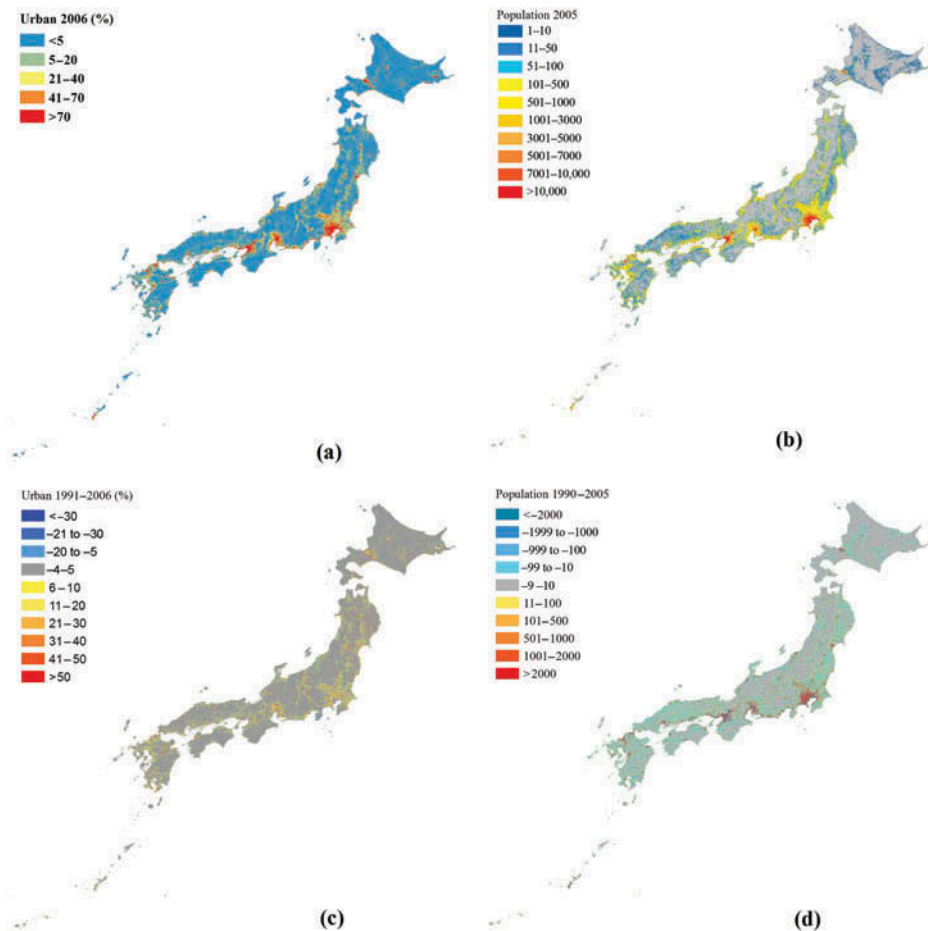 Urban 2006 (%)
<5
5–20
21–40
41–70
>70
(a)
Population 2005
1–10
11–50
51–100
101–500
501–1000
1001–3000
3001–5000
5001–7000
7001–10,000
>10,000
(b)
Urban 1991–2006 (%)
<–30
–21 to –30
–20 to –5
–4–5
6–10
11–20
21–30
31–40
41–50
>50
(c)
Population 1990–2005
<–2000
–1999 to –1000
–999 to –100
–99 to –10
–9–10
11–100
101–500
501–1000
1001–2000
>2000
(d)